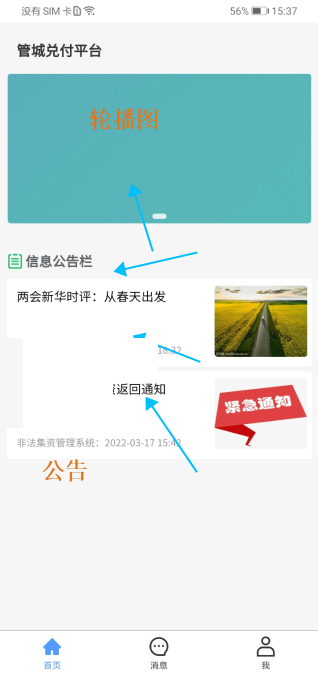 没有 SIM 卡 56% 15:37
管城兑付平台
轮播图
信息公告栏
两会新华时评：从春天出发
紧急通知
返回通知
非法集资管理系统：2022-03-17 15:42
公告
首页 消息 我